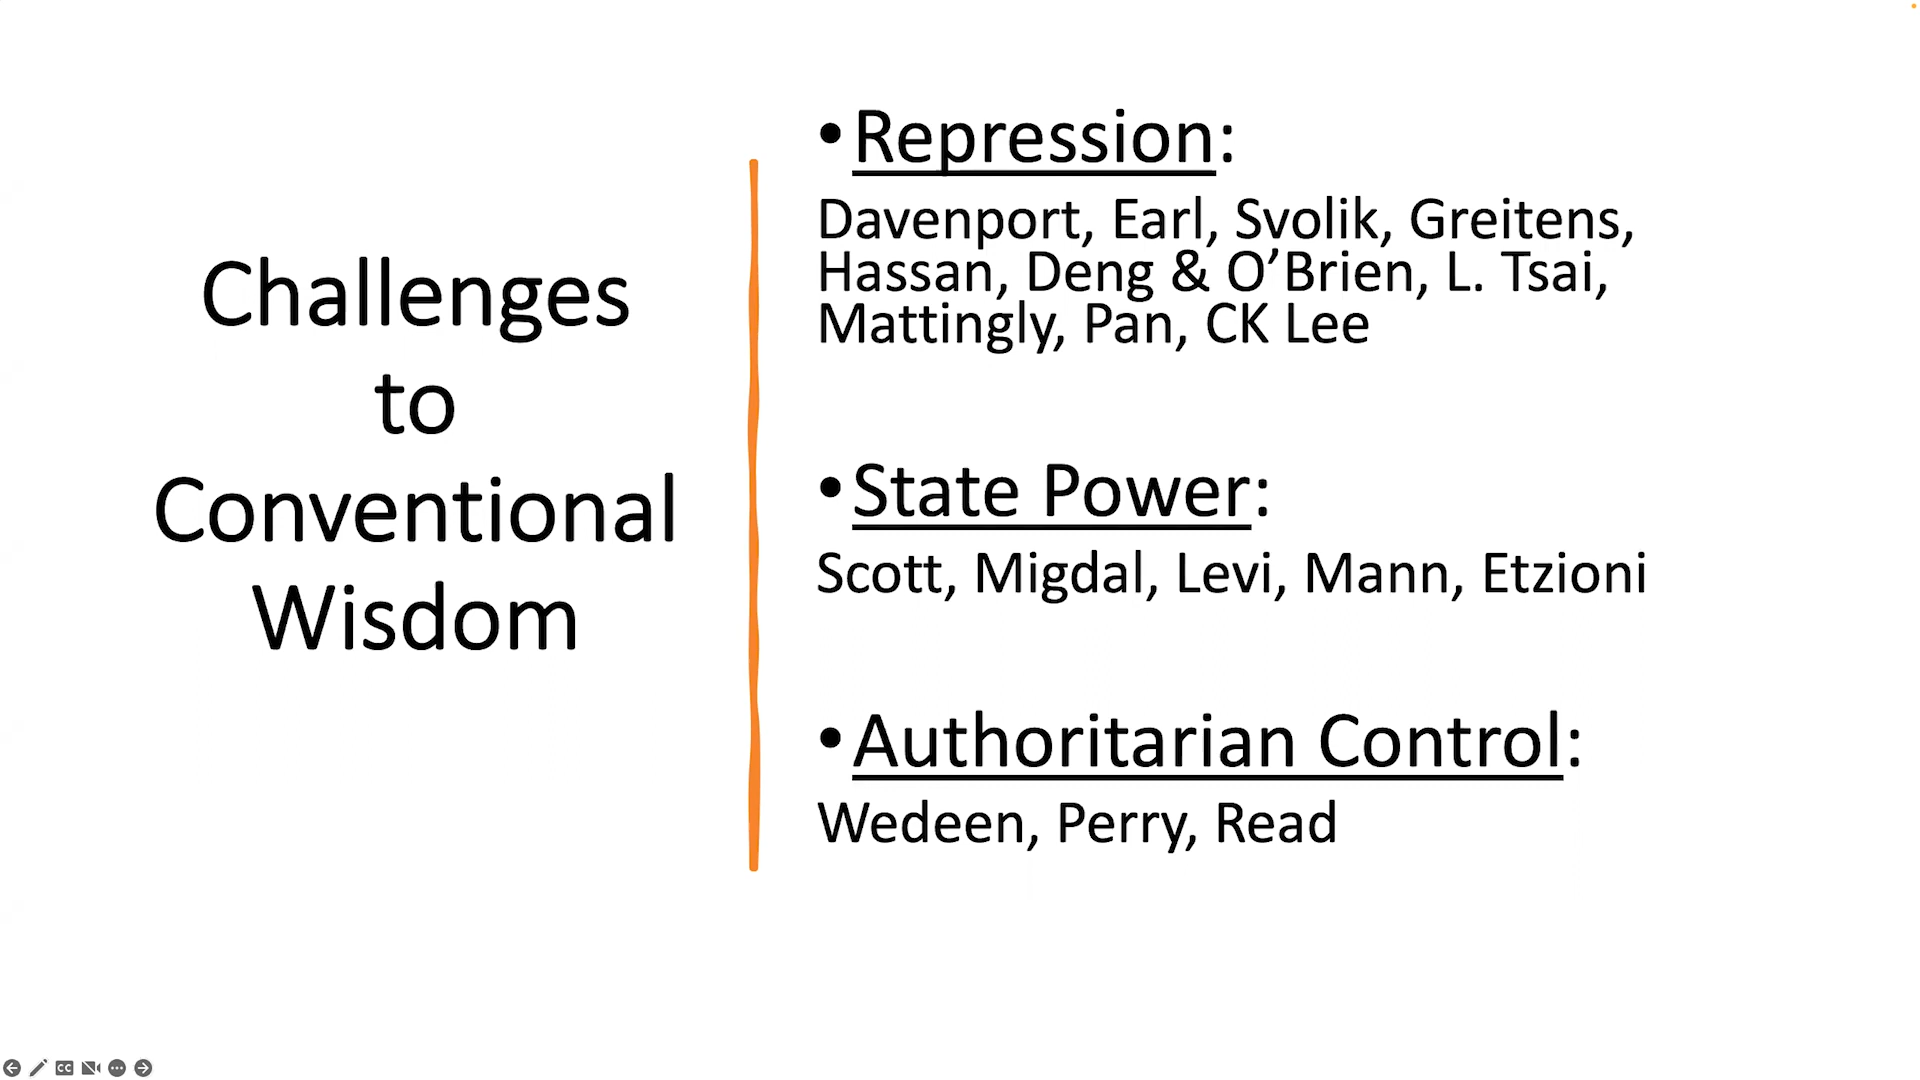 Challenges
to
Conventional
Wisdom
•Repression:
Davenport, Earl, Svolik, Greitens,
Hassan, Deng & O’Brien, L. Tsai,
Mattingly, Pan, CK Lee
•State Power:
Scott, Migdal, Levi, Mann, Etzioni
•Authoritarian Control:
Wedeen, Perry, Read
CC